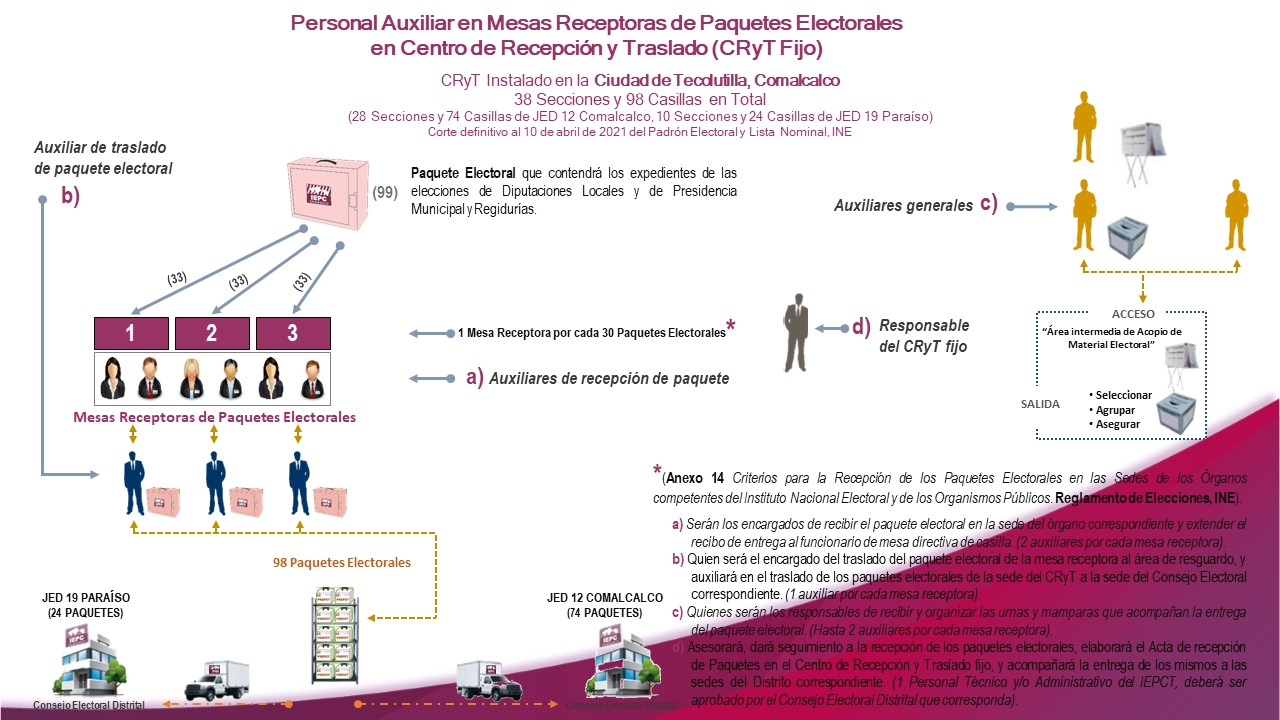 Personal Auxiliar en Mesas Receptoras de Paquetes Electorales
en Centro de Recepción y Traslado (CRyT Fijo)
CRyT Instalado en la Ciudad de Tecolutilla, Comalcalco
38 Secciones y 98 Casillas en Total
(28 Secciones y 74 Casillas de JED 12 Comalcalco, 10 Secciones y 24 Casillas de JED 19 Paraíso)
Corte definitivo al 10 de abril de 2021 del Padrón Electoral y Lista Nominal, INE
Auxiliar de traslado
de paquete electoral
b)
IEPC
(99)
Paquete Electoral que contendrá los expedientes de las
elecciones de Diputaciones Locales y de Presidencia
Municipal y Regidurías.
Auxiliares generales c)
(33)
(33)
(33)
1
2
3
1 Mesa Receptora por cada 30 Paquetes Electorales*
a) Auxiliares de recepción de paquete
d) Responsable
del CRyT fijo
Mesas Receptoras de Paquetes Electorales
ACCESO
“Área intermedia de Acopio de
Material Electoral”
SALIDA
• Seleccionar
• Agrupar
• Asegurar
98 Paquetes Electorales
JED 19 PARAÍSO
(24 PAQUETES)
IEPC
Consejo Electoral Distrital
JED 12 COMALCALCO
(74 PAQUETES)
IEPC
Consejo Electoral Distrital
*(Anexo 14 Criterios para la Recepción de los Paquetes Electorales en las Sedes de los Órganos
competentes del Instituto Nacional Electoral y de los Organismos Públicos. Reglamento de Elecciones, INE).
a) Serán los encargados de recibir el paquete electoral en la sede del órgano correspondiente y extender el
recibo de entrega al funcionario de mesa directiva de casilla. (2 auxiliares por cada mesa receptora).
b) Quien será el encargado del traslado del paquete electoral de la mesa receptora al área de resguardo, y
auxiliará en el traslado de los paquetes electorales de la sede del CRyT a la sede del Consejo Electoral
correspondiente. (1 auxiliar por cada mesa receptora).
c) Quienes serán los responsables de recibir y organizar las urnas y mamparas que acompañan la entrega
del paquete electoral. (Hasta 2 auxiliares por cada mesa receptora).
d) Asesorará, dará seguimiento a la recepción de los paquetes electorales, elaborará el Acta de recepción
de Paquetes en el Centro de Recepción y Traslado fijo, y acompañará la entrega de los mismos a las
sedes del Distrito correspondiente. (1 Personal Técnico y/o Administrativo del IEPCT, deberá ser
aprobado por el Consejo Electoral Distrital que corresponda).